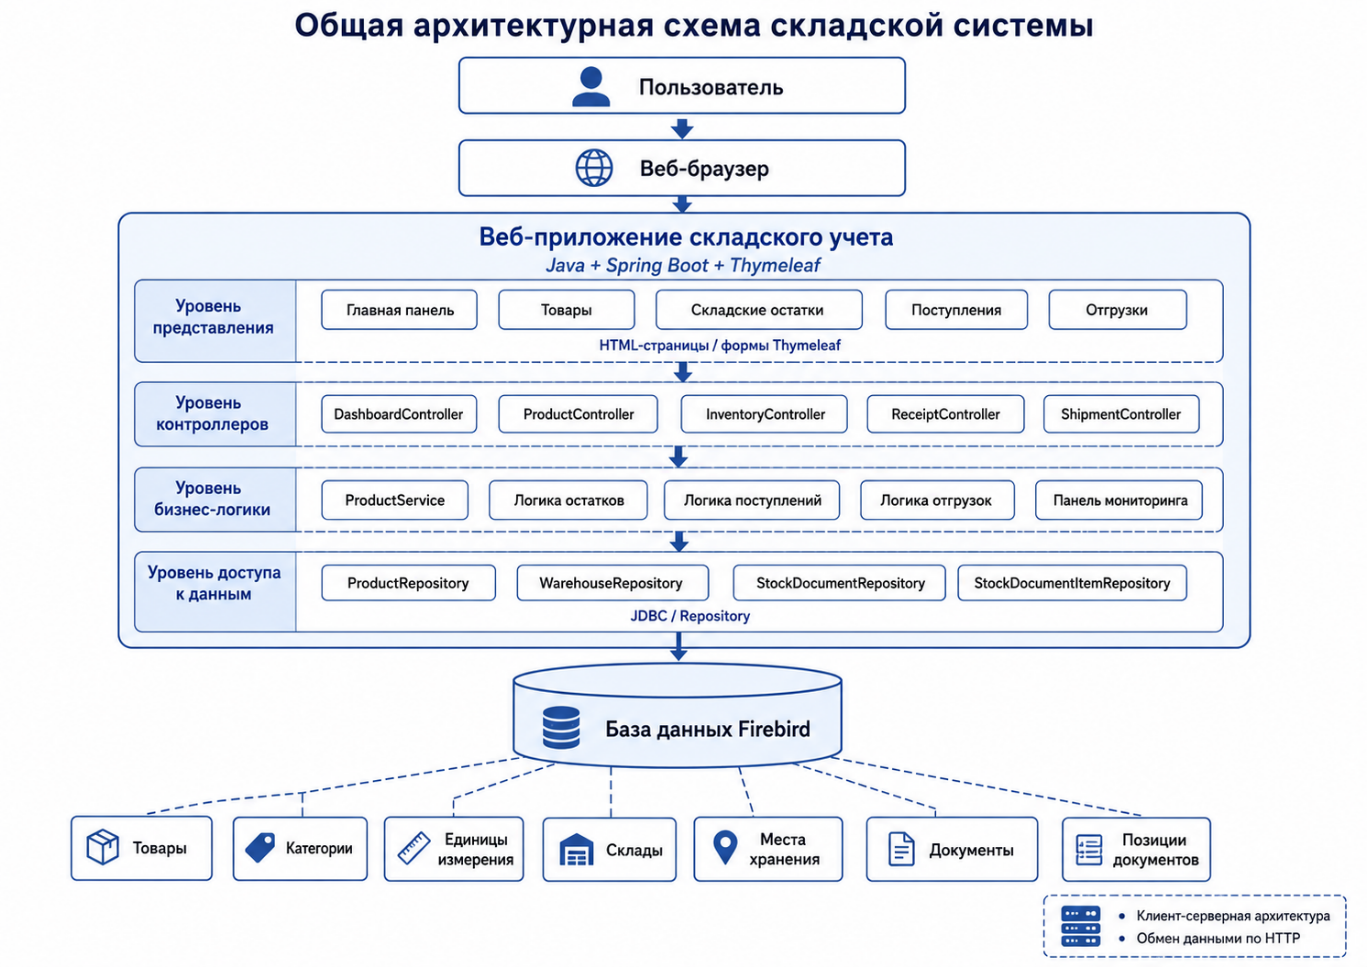 Общая архитектурная схема складской системы
Пользователь
Веб-браузер
Веб-приложение складского учета
Java + Spring Boot + Thymeleaf
Уровень
представления
Главная панель
Товары
Складские остатки
Поступления
Отгрузки
HTML-страницы / формы Thymeleaf
Уровень
контроллеров
DashboardController
ProductController
InventoryController
ReceiptController
ShipmentController
Уровень
бизнес-логики
ProductService
Логика остатков
Логика поступлений
Логика отгрузок
Панель мониторинга
Уровень доступа
к данным
ProductRepository
WarehouseRepository
StockDocumentRepository
StockDocumentItemRepository
JDBC / Repository
База данных Firebird
Товары
Категории
Единицы
измерения
Склады
Места
хранения
Документы
Позиции
документов
• Клиент-серверная архитектура
• Обмен данными по HTTP